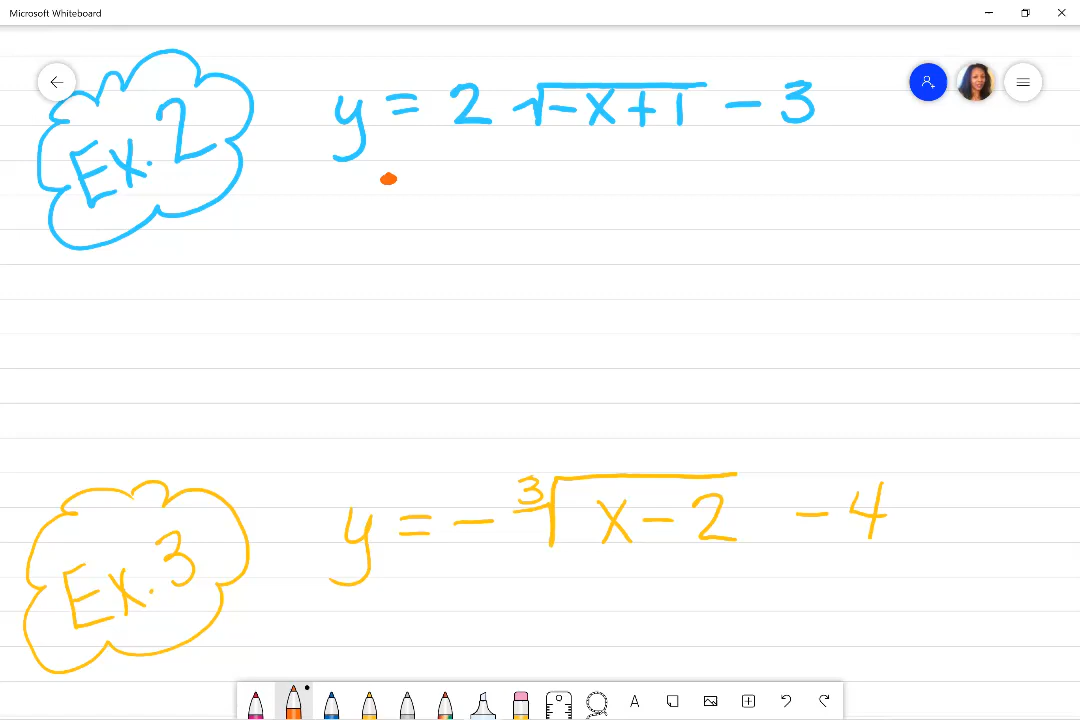 Microsoft Whiteboard
Ex. 2
y = 2 √(-x+1) - 3
Ex. 3
y = - ∛(x-2) - 4
A